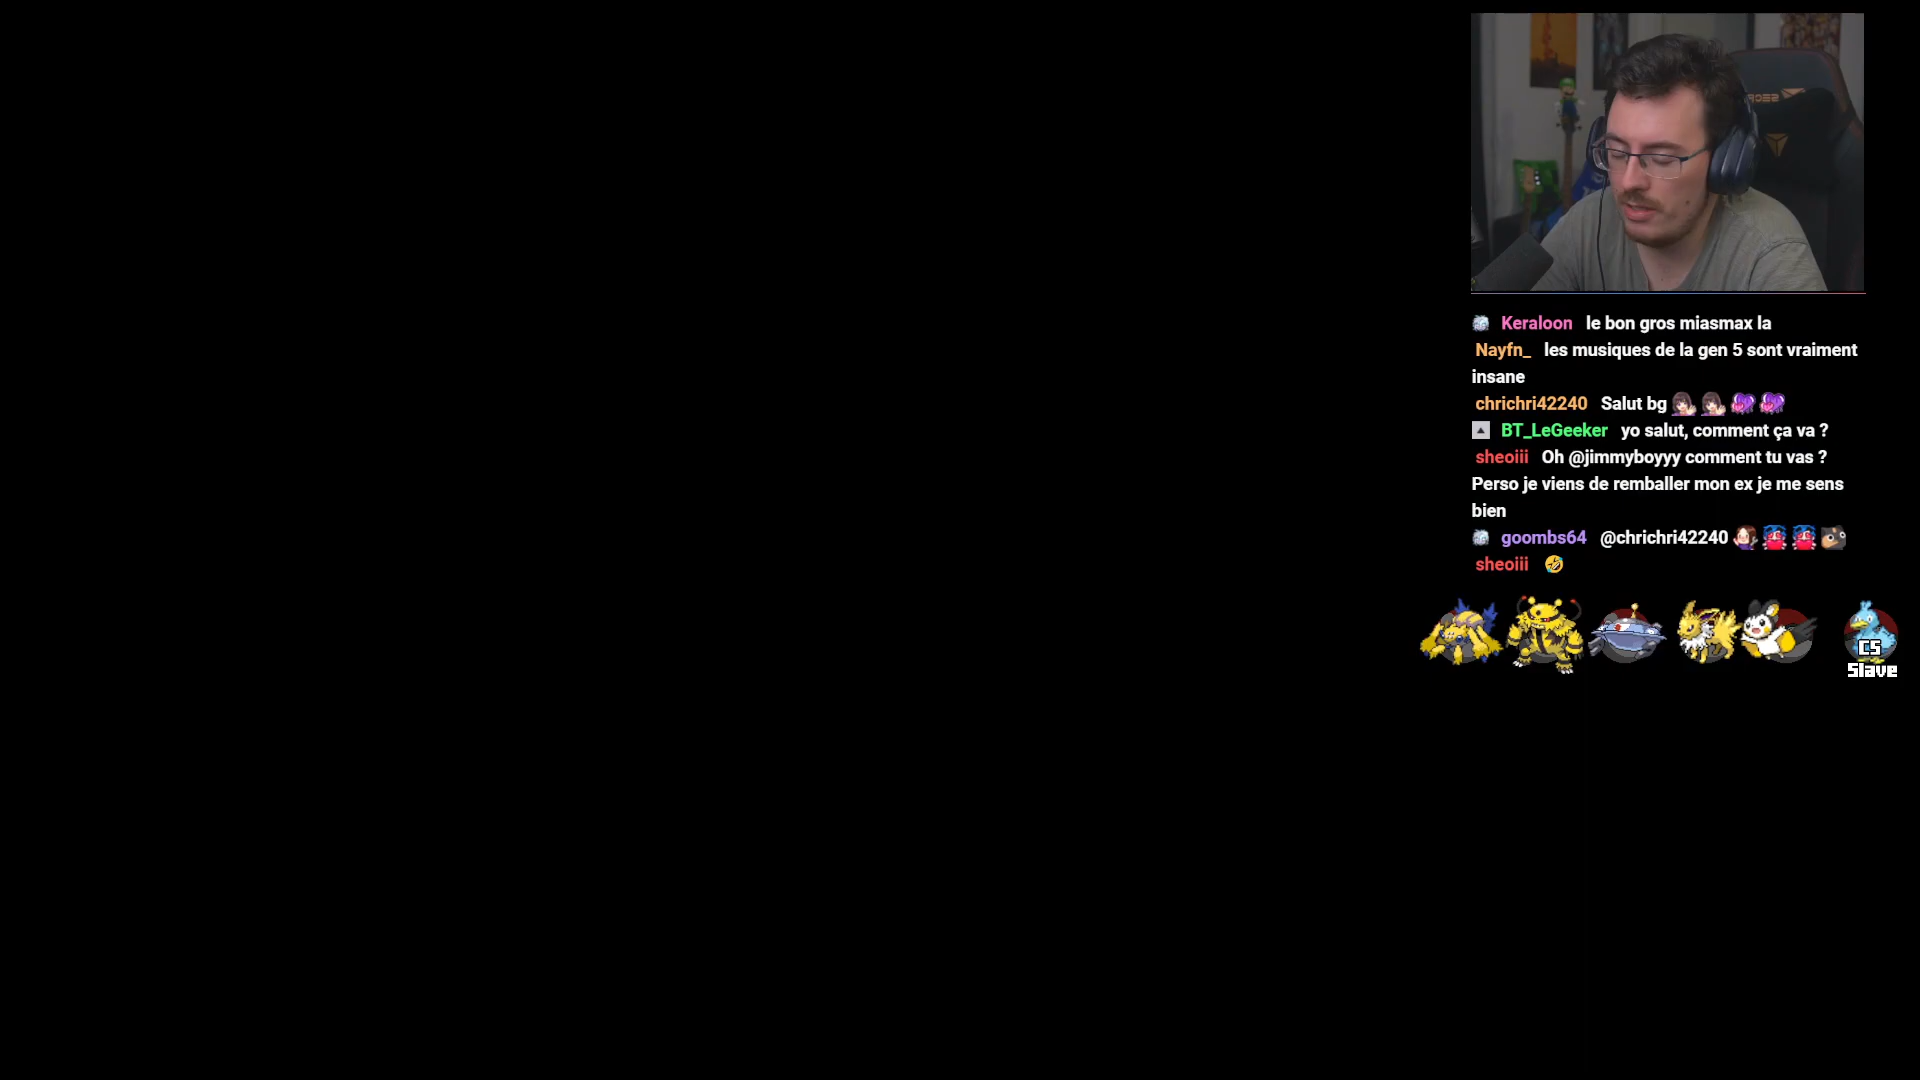 Keraloon le bon gros miasmax la
Nayfn_ les musiques de la gen 5 sont vraiment
insane
chrichri42240 Salut bg
BT_LeGeeker yo salut, comment ça va ?
sheoiii Oh @jimmyboyyy comment tu vas ?
Perso je viens de remballer mon ex je me sens
bien
goombs64 @chrichri42240
sheoiii 🤣
CS
Slave